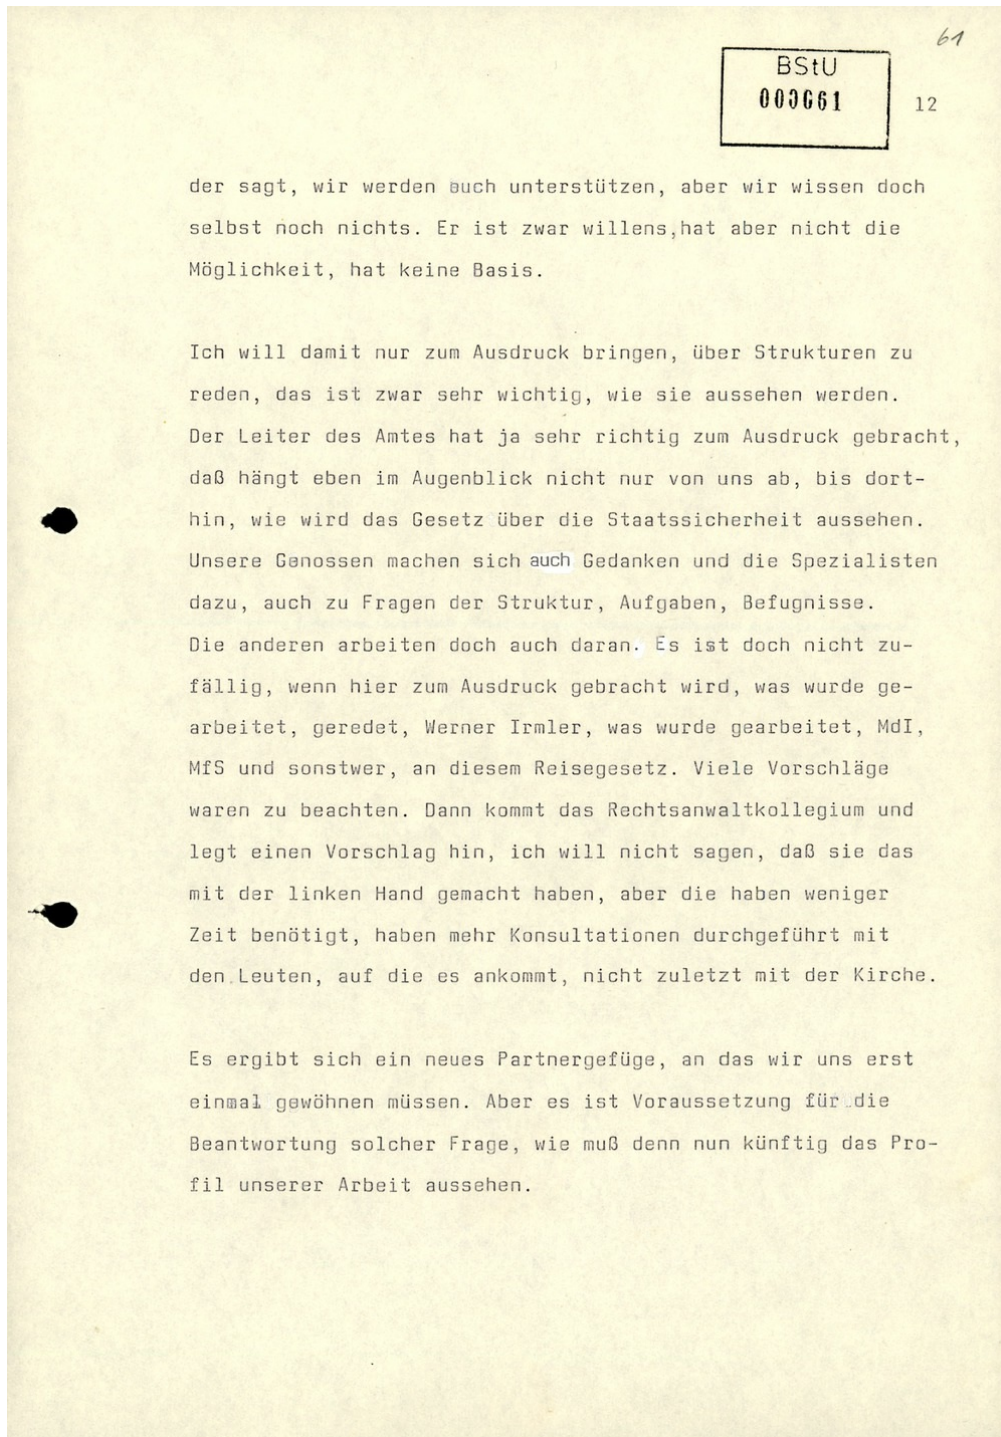 61
BStU
000061
12
der sagt, wir werden auch unterstützen, aber wir wissen doch
selbst noch nichts. Er ist zwar willens,hat aber nicht die
Möglichkeit, hat keine Basis.
Ich will damit nur zum Ausdruck bringen, über Strukturen zu
reden, das ist zwar sehr wichtig, wie sie aussehen werden.
Der Leiter des Amtes hat ja sehr richtig zum Ausdruck gebracht,
daß hängt eben im Augenblick nicht nur von uns ab, bis dort-
hin, wie wird das Gesetz über die Staatssicherheit aussehen.
Unsere Genossen machen sich auch Gedanken und die Spezialisten
dazu, auch zu Fragen der Struktur, Aufgaben, Befugnisse.
Die anderen arbeiten doch auch daran. Es ist doch nicht zu-
fällig, wenn hier zum Ausdruck gebracht wird, was wurde ge-
arbeitet, geredet, Werner Irmler, was wurde gearbeitet, MdI,
MfS und sonstwer, an diesem Reisegesetz. Viele Vorschläge
waren zu beachten. Dann kommt das Rechtsanwaltkollegium und
legt einen Vorschlag hin, ich will nicht sagen, daß sie das
mit der linken Hand gemacht haben, aber die haben weniger
Zeit benötigt, haben mehr Konsultationen durchgeführt mit
den Leuten, auf die es ankommt, nicht zuletzt mit der Kirche.
Es ergibt sich ein neues Partnergefüge, an das wir uns erst
einmal gewöhnen müssen. Aber es ist Voraussetzung für die
Beantwortung solcher Frage, wie muß denn nun künftig das Pro-
fil unserer Arbeit aussehen.